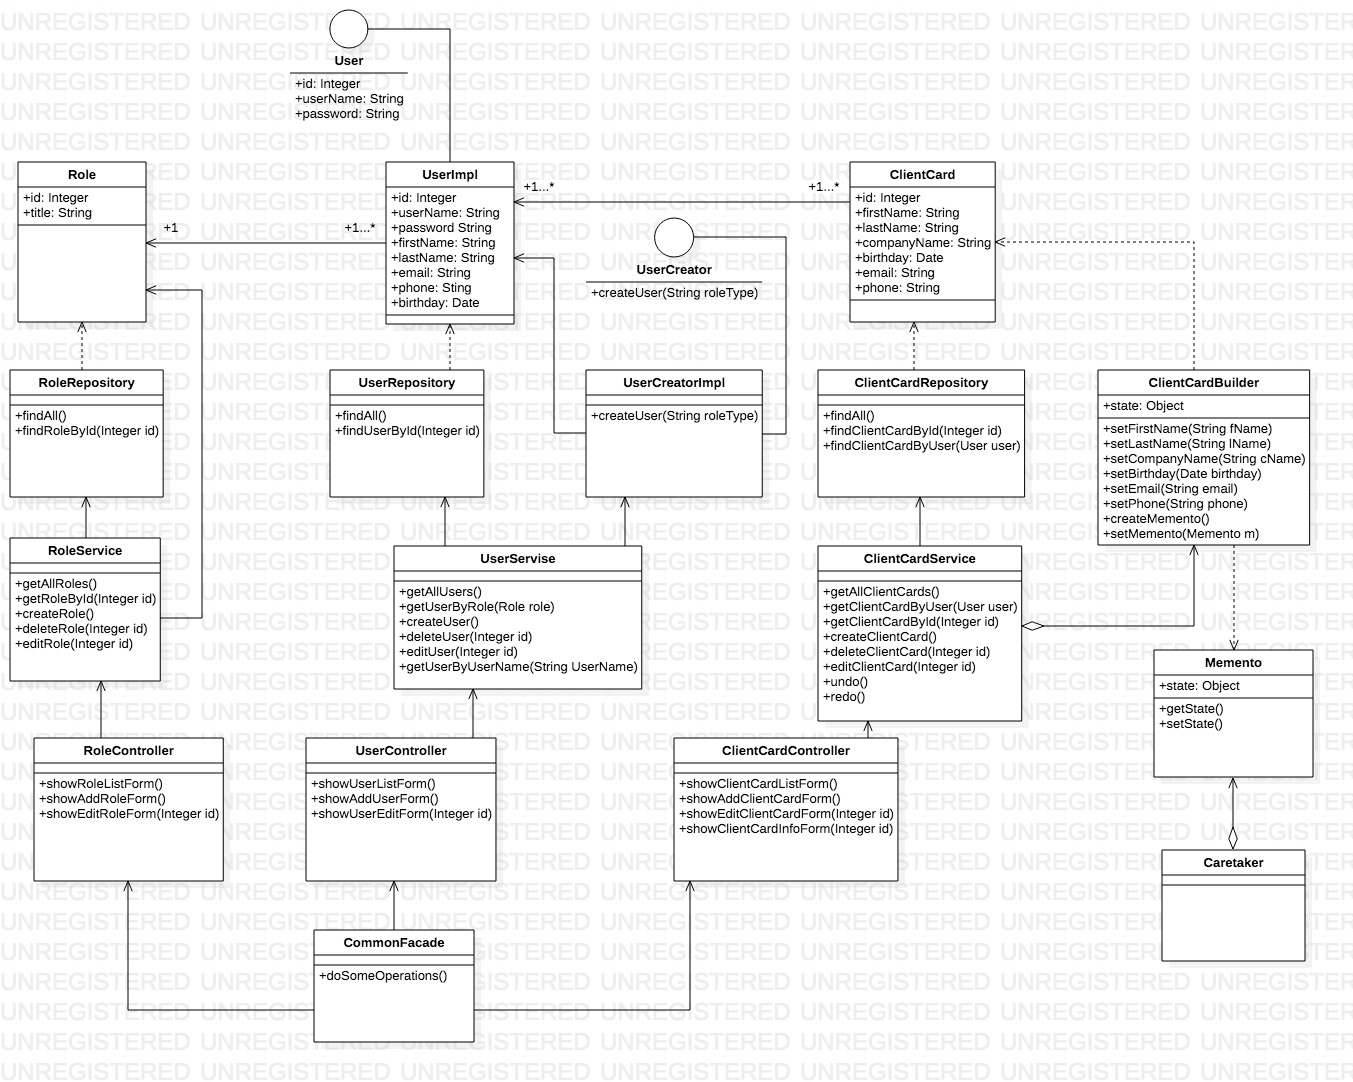 User
+id: Integer
+userName: String
+password: String
Role
+id: Integer
+title: String
+1
+1...*
UserImpl
+id: Integer
+userName: String
+password String
+firstName: String
+lastName: String
+email: String
+phone: Sting
+birthday: Date
+1...*
+1...*
UserCreator
+createUser(String roleType)
ClientCard
+id: Integer
+firstName: String
+lastName: String
+companyName: String
+birthday: Date
+email: String
+phone: String
RoleRepository
+findAll()
+findRoleById(Integer id)
UserRepository
+findAll()
+findUserById(Integer id)
UserCreatorImpl
+createUser(String roleType)
ClientCardRepository
+findAll()
+findClientCardById(Integer id)
+findClientCardByUser(User user)
ClientCardBuilder
+state: Object
+setFirstName(String fName)
+setLastName(String lName)
+setCompanyName(String cName)
+setBirthday(Date birthday)
+setEmail(String email)
+setPhone(String phone)
+createMemento()
+setMemento(Memento m)
RoleService
+getAllRoles()
+getRoleById(Integer id)
+createRole()
+deleteRole(Integer id)
+editRole(Integer id)
UserServise
+getAllUsers()
+getUserByRole(Role role)
+createUser()
+deleteUser(Integer id)
+editUser(Integer id)
+getUserByUserName(String UserName)
ClientCardService
+getAllClientCards()
+getClientCardByUser(User user)
+getClientCardById(Integer id)
+createClientCard()
+deleteClientCard(Integer id)
+editClientCard(Integer id)
+undo()
+redo()
Memento
+state: Object
+getState()
+setState()
RoleController
+showRoleListForm()
+showAddRoleForm()
+showEditRoleForm(Integer id)
UserController
+showUserListForm()
+showAddUserForm()
+showUserEditForm(Integer id)
ClientCardController
+showClientCardListForm()
+showAddClientCardForm()
+showEditClientCardForm(Integer id)
+showClientCardInfoForm(Integer id)
Caretaker
CommonFacade
+doSomeOperations()